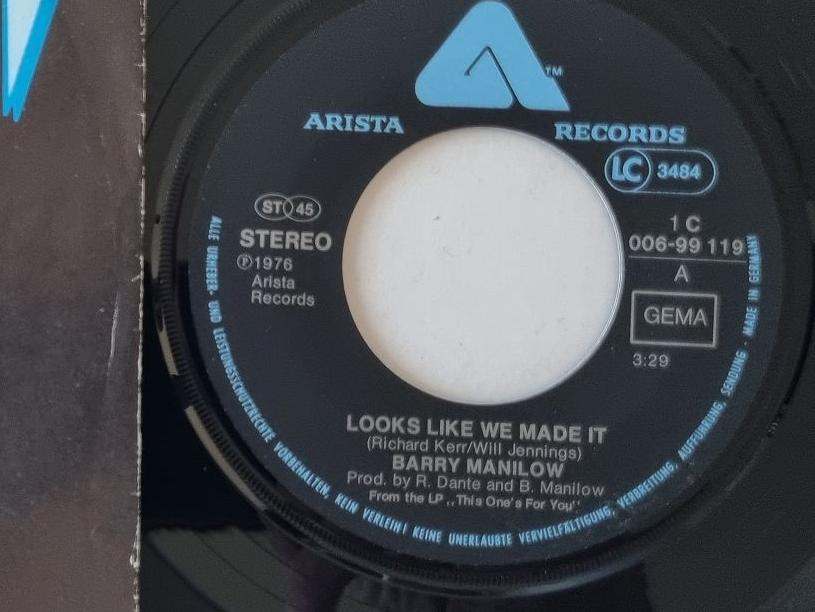 TM
ARISTA RECORDS
LC 3484
ST 45
STEREO
Ⓟ1976
Arista
Records
1 C
006-99 119
A
GEMA
3:29
LOOKS LIKE WE MADE IT
(Richard Kerr/Will Jennings)
BARRY MANILOW
Prod. by R. Dante and B. Manilow
From the LP „This One's For You"
ALLE URHEBER- UND LEISTUNGSSCHUTZRECHTE VORBEHALTEN, KEIN VERLEIH! KEINE UNERLAUBTE VERVIELFÄLTIGUNG, VERBREITUNG, AUFFÜHRUNG, SENDUNG · MADE IN GERMANY